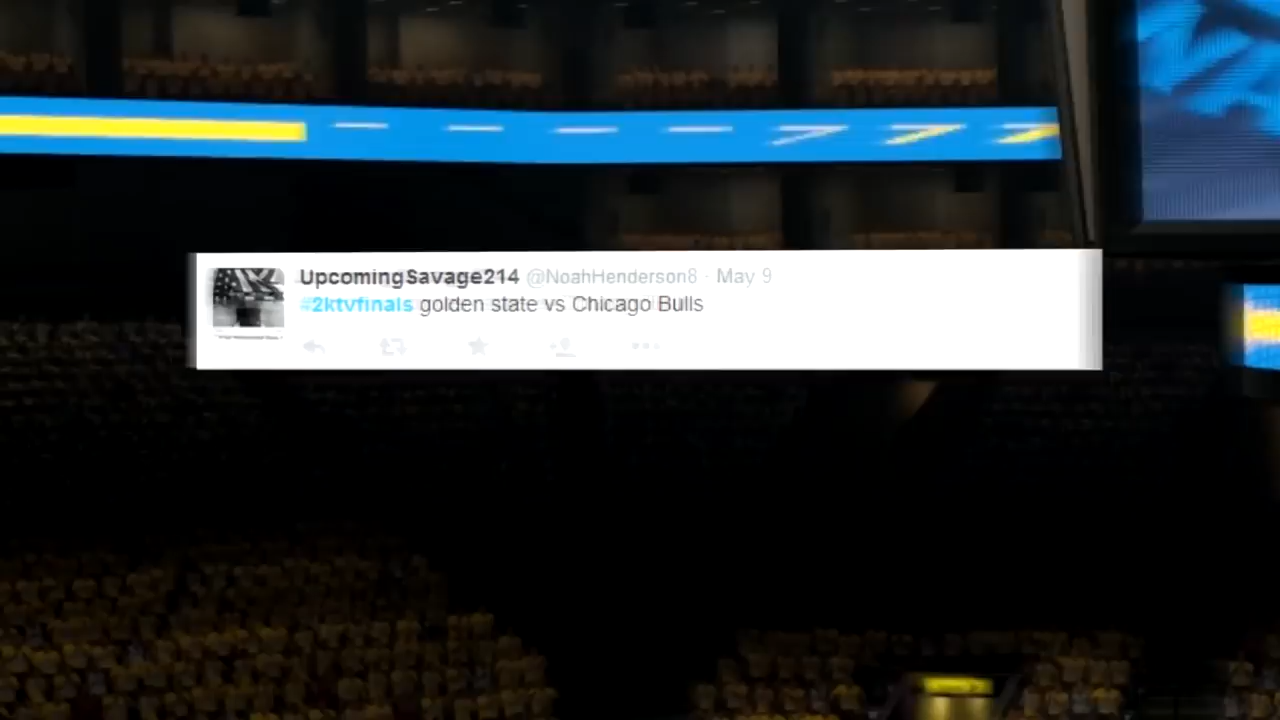 UpcomingSavage214 @NoahHenderson8 · May 9
#2ktvfinals golden state vs Chicago Bulls